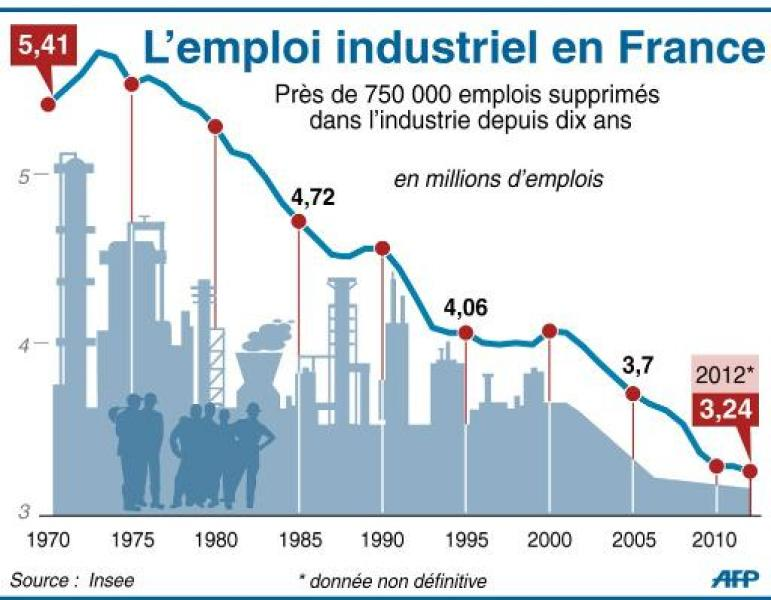 L'emploi industriel en France
Près de 750 000 emplois supprimés
dans l'industrie depuis dix ans
en millions d'emplois
5,41
4,72
4,06
3,7
2012*
3,24
5
4
3
1970 1975 1980 1985 1990 1995 2000 2005 2010
Source : Insee * donnée non définitive AFP